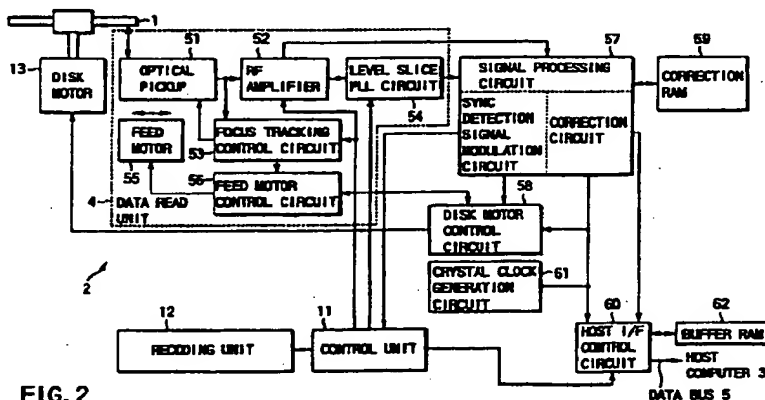 1
51
52
57
69
13
DISK
MOTOR
OPTICAL
PICKUP
RF
AMPLIFIER
LEVEL SLICE
PLL CIRCUIT
54
SIGNAL PROCESSING
CIRCUIT
SYNC
DETECTION
SIGNAL
MODULATION
CIRCUIT
CORRECTION
CIRCUIT
CORRECTION
RAM
FEED
MOTOR
55
53
FOCUS TRACKING
CONTROL CIRCUIT
56
FEED MOTOR
CONTROL CIRCUIT
4
DATA READ
UNIT
58
DISK MOTOR
CONTROL
CIRCUIT
2
CRYSTAL CLOCK
GENERATION
CIRCUIT
61
12
RECODING UNIT
11
CONTROL UNIT
60
HOST I/F
CONTROL
CIRCUIT
62
BUFFER RAM
HOST
COMPUTER 3
DATA BUS 5
FIG. 2